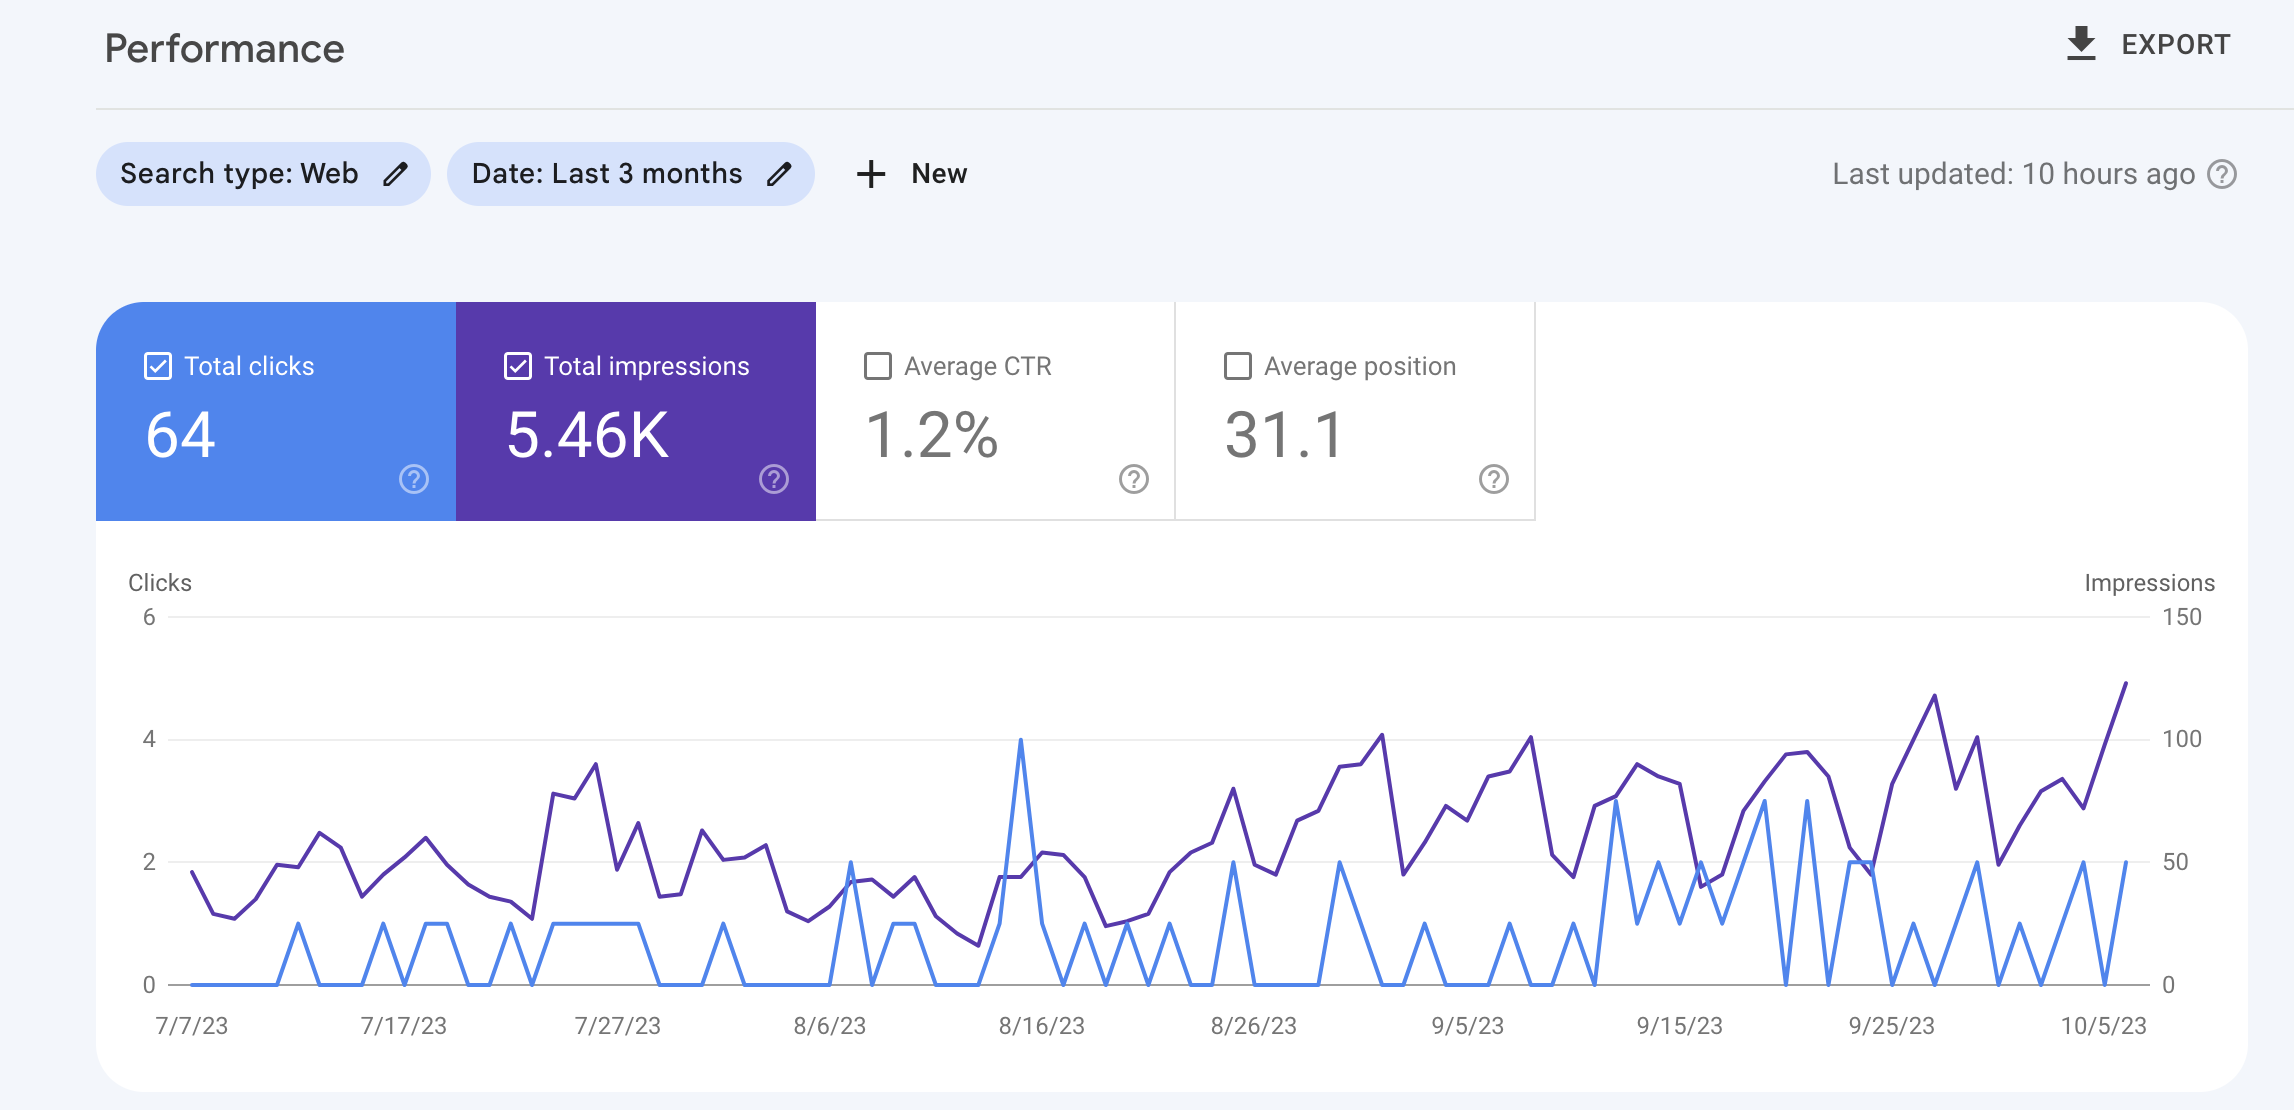 Performance
EXPORT
Search type: Web
Date: Last 3 months
+ New
Last updated: 10 hours ago ?
Total clicks
64
?
Total impressions
5.46K
?
Average CTR
1.2%
?
Average position
31.1
?
Clicks
Impressions
6
150
4
100
2
50
0
0
7/7/23
7/17/23
7/27/23
8/6/23
8/16/23
8/26/23
9/5/23
9/15/23
9/25/23
10/5/23